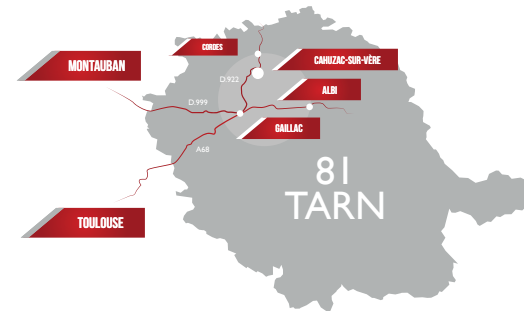 CORDES
MONTAUBAN
CAHUZAC-SUR-VÈRE
D.922
ALBI
D.999
GAILLAC
A68
81
TARN
TOULOUSE